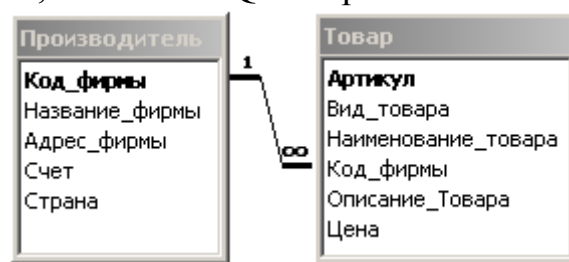 Производитель
Код_фирмы
Название_фирмы
Адрес_фирмы
Счет
Страна
1
∞
Товар
Артикул
Вид_товара
Наименование_товара
Код_фирмы
Описание_Товара
Цена